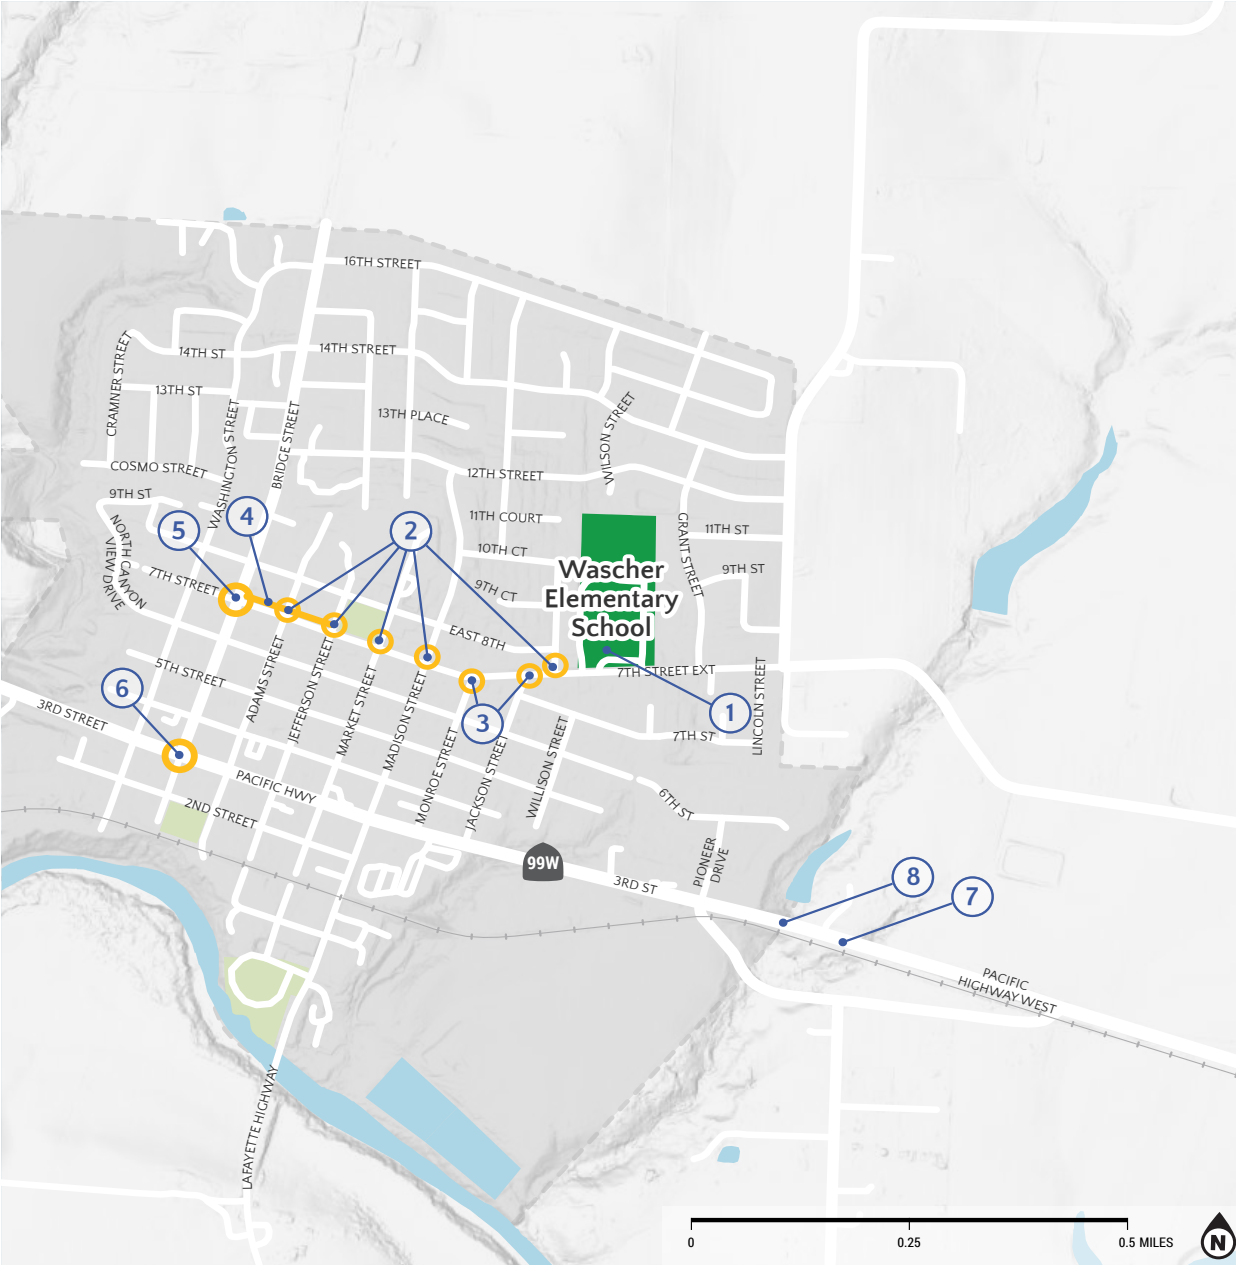 16TH STREET
14TH ST
14TH STREET
CRAMNER STREET
13TH ST
13TH PLACE
WASHINGTON STREET
BRIDGE STREET
WILSON STREET
COSMO STREET
12TH STREET
9TH ST
11TH COURT
GRANT STREET
11TH ST
5
4
2
10TH CT
NORTH CANYON
VIEW DRIVE
7TH STREET
9TH CT
9TH ST
Wascher
Elementary
School
EAST 8TH
5TH STREET
ADAMS STREET
JEFFERSON STREET
MARKET STREET
MADISON STREET
7TH STREET EXT
LINCOLN STREET
6
3RD STREET
3
1
7TH ST
MONROE STREET
JACKSON STREET
WILLISON STREET
PACIFIC HWY
2ND STREET
6TH ST
99W
3RD ST
PIONEER
DRIVE
8
7
PACIFIC
HIGHWAY WEST
LAFAYETTE HIGHWAY
0
0.25
0.5 MILES
N